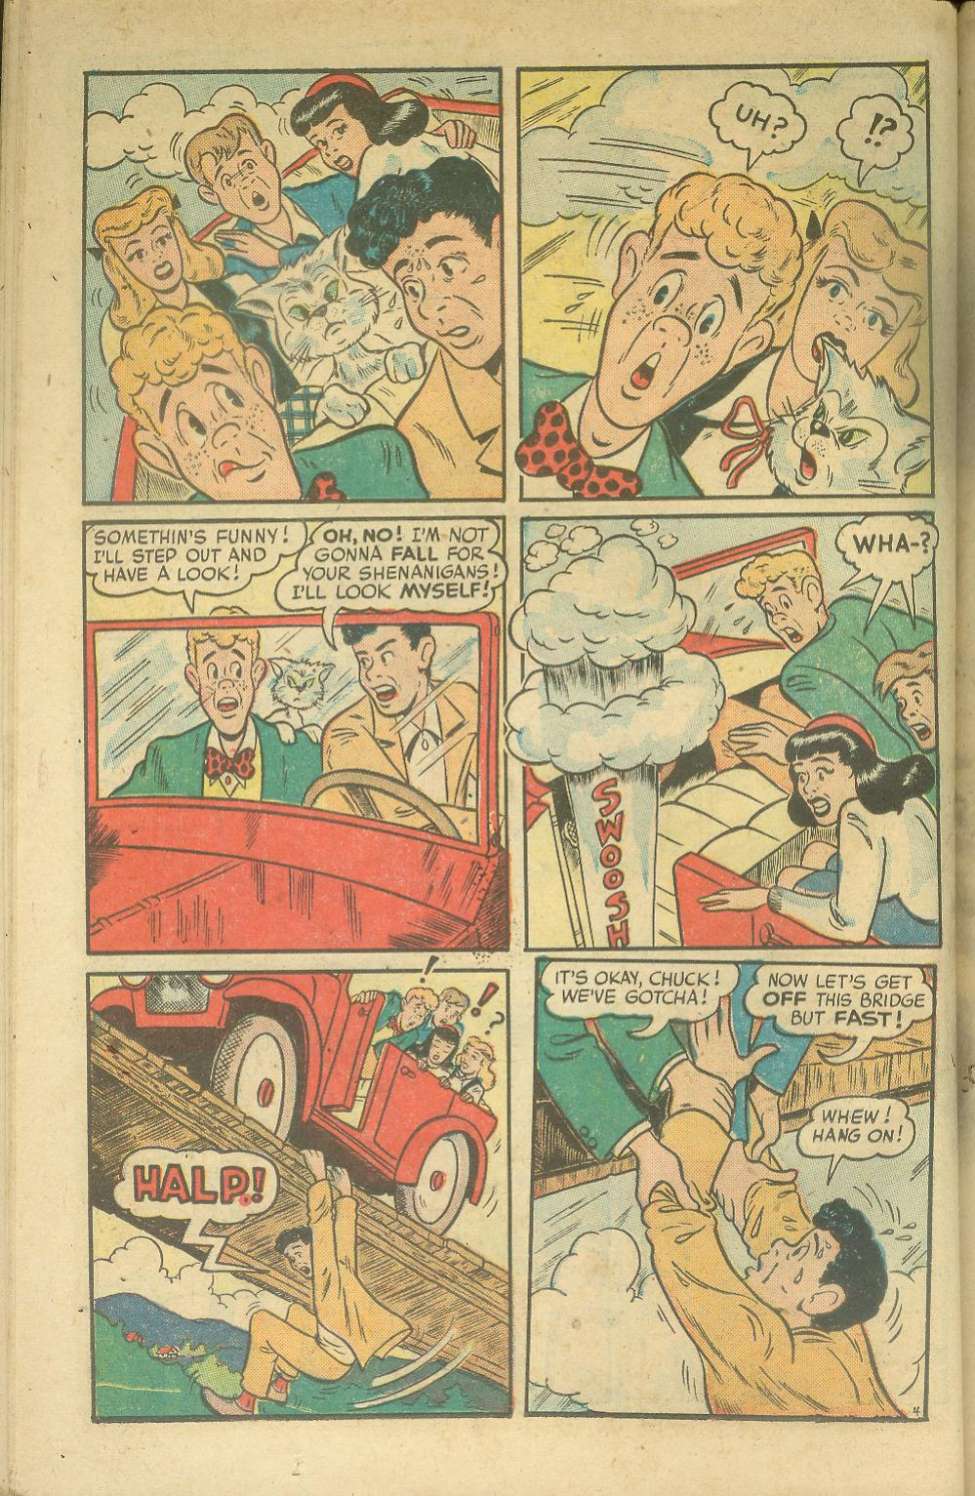 UH?
!?
SOMETHIN'S FUNNY!
I'LL STEP OUT AND
HAVE A LOOK!
OH, NO! I'M NOT
GONNA FALL FOR
YOUR SHENANIGANS!
I'LL LOOK MYSELF!
WHA-?
SWOOSH
!
!
?
HALP!
IT'S OKAY, CHUCK!
WE'VE GOTCHA!
NOW LET'S GET
OFF THIS BRIDGE
BUT FAST!
WHEW!
HANG ON!
4